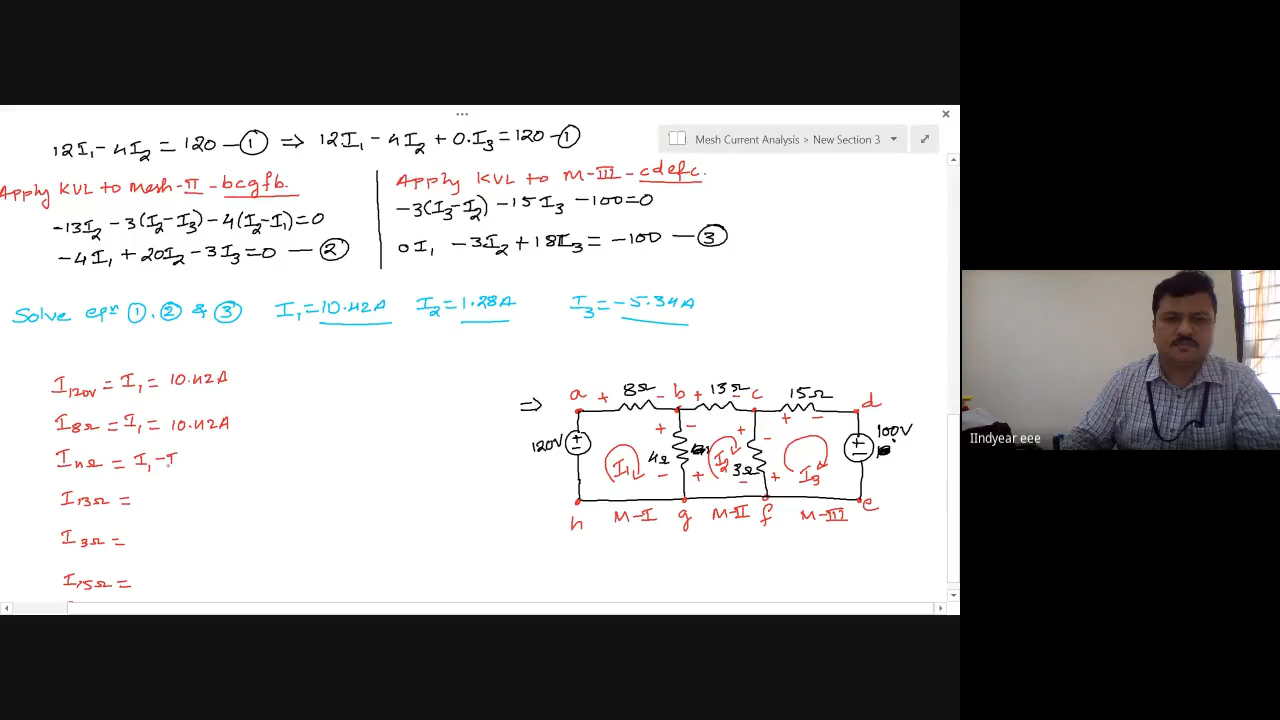 12I₁ - 4I₂ = 120 — ① ⇒ 12I₁ - 4I₂ + 0.I₃ = 120 - ①
Mesh Current Analysis > New Section 3
Apply KVL to mesh-II - bcgfb.
-13I₂ - 3(I₂-I₃) - 4(I₂-I₁) = 0
-4I₁ + 20I₂ - 3I₃ = 0 — ②
Apply KVL to M-III - cdefc.
-3(I₃-I₂) - 15I₃ - 100 = 0
0I₁ - 3I₂ + 18I₃ = -100 — ③
Solve eqⁿ ①, ② & ③ I₁ = 10.42A I₂ = 1.28A I₃ = -5.34A
I120V = I₁ = 10.42A
I8Ω = I₁ = 10.42A
I4Ω = I₁ - I
I13Ω =
I3Ω =
I15Ω =
⇒ a + 8Ω - b + 13Ω - c 15Ω d
+ -
120V + - 4Ω 3Ω 100V
I₁ I₂ I₃
h M-I g M-II f M-III e
IIndyear eee